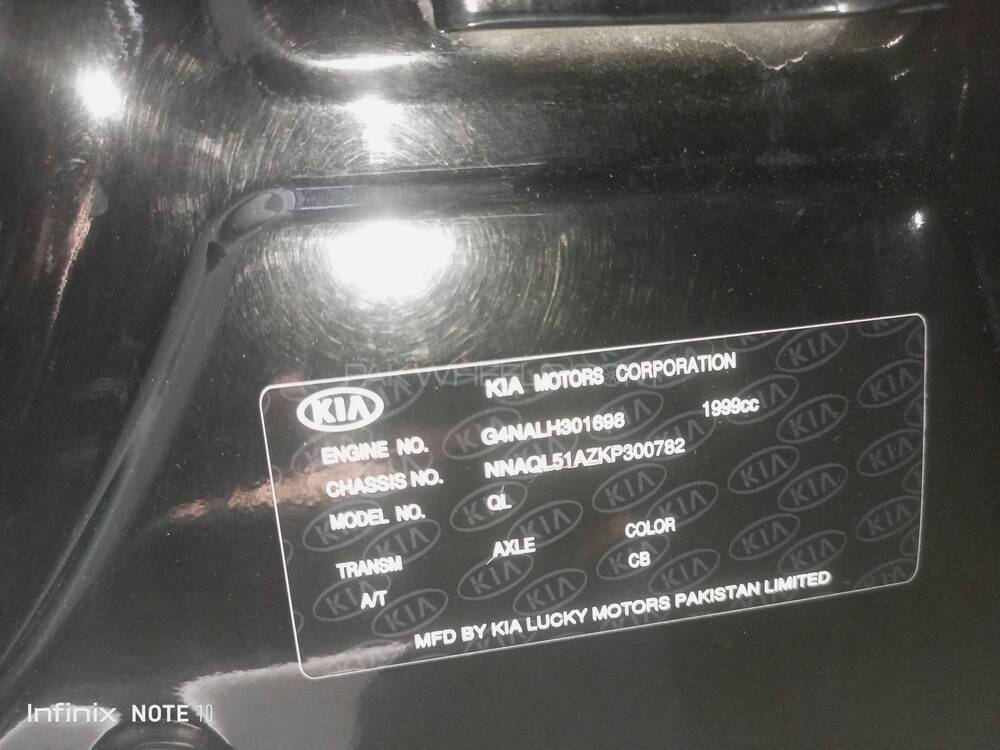 KIA KIA MOTORS CORPORATION
ENGINE NO. G4NALH301698 1999cc
CHASSIS NO. NNAQL51AZKP300782
MODEL NO. QL
TRANSM AXLE COLOR
A/T CB
MFD BY KIA LUCKY MOTORS PAKISTAN LIMITED
Infinix NOTE 10